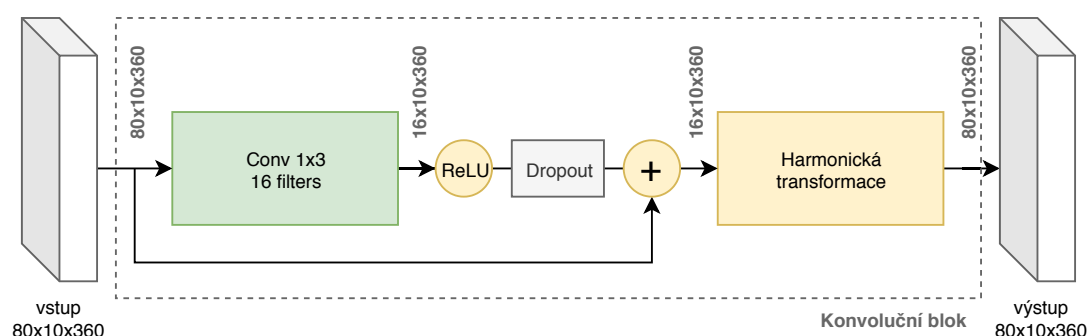 80x10x360
16x10x360
16x10x360
80x10x360
Conv 1x3
16 filters
ReLU
Dropout
+
Harmonická
transformace
vstup
80x10x360
Konvoluční blok
výstup
80x10x360